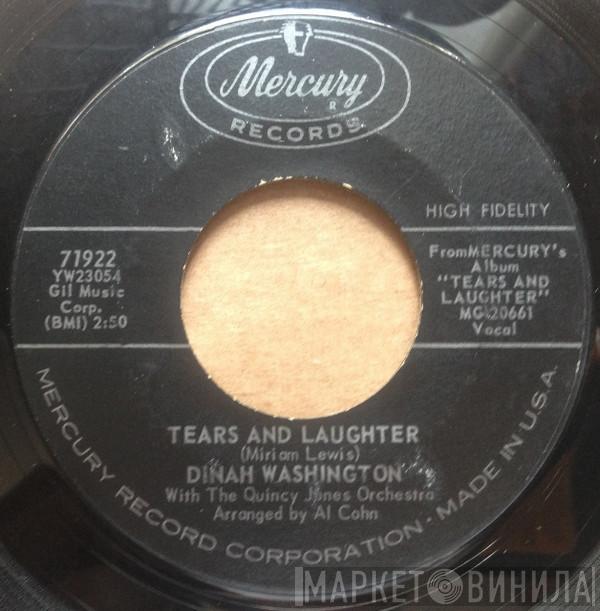 Mercury
R
RECORDS
HIGH FIDELITY
71922
YW23054
Gil Music
Corp.
(BMI) 2:50
From MERCURY's
Album
"TEARS AND
LAUGHTER"
MG 20661
Vocal
TEARS AND LAUGHTER
(Miriam Lewis)
DINAH WASHINGTON
With The Quincy Jones Orchestra
Arranged by Al Cohn
MERCURY RECORD CORPORATION · MADE IN U.S.A.
МАРКЕТ ВИНИЛА